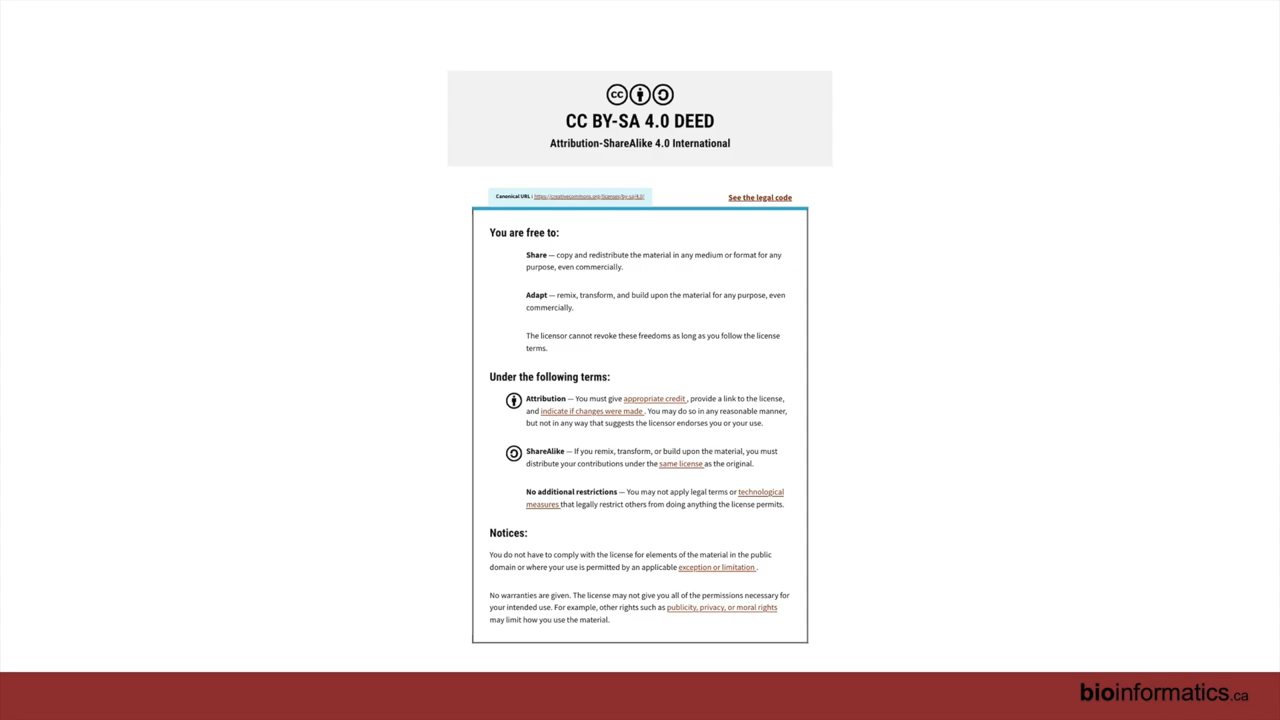 CC BY-SA 4.0 DEED
Attribution-ShareAlike 4.0 International
Canonical URL : https://creativecommons.org/licenses/by-sa/4.0/
See the legal code
You are free to:
Share — copy and redistribute the material in any medium or format for any
purpose, even commercially.
Adapt — remix, transform, and build upon the material for any purpose, even
commercially.
The licensor cannot revoke these freedoms as long as you follow the license
terms.
Under the following terms:
Attribution — You must give appropriate credit , provide a link to the license,
and indicate if changes were made . You may do so in any reasonable manner,
but not in any way that suggests the licensor endorses you or your use.
ShareAlike — If you remix, transform, or build upon the material, you must
distribute your contributions under the same license as the original.
No additional restrictions — You may not apply legal terms or technological
measures that legally restrict others from doing anything the license permits.
Notices:
You do not have to comply with the license for elements of the material in the public
domain or where your use is permitted by an applicable exception or limitation .
No warranties are given. The license may not give you all of the permissions necessary for
your intended use. For example, other rights such as publicity, privacy, or moral rights
may limit how you use the material.
bioinformatics.ca